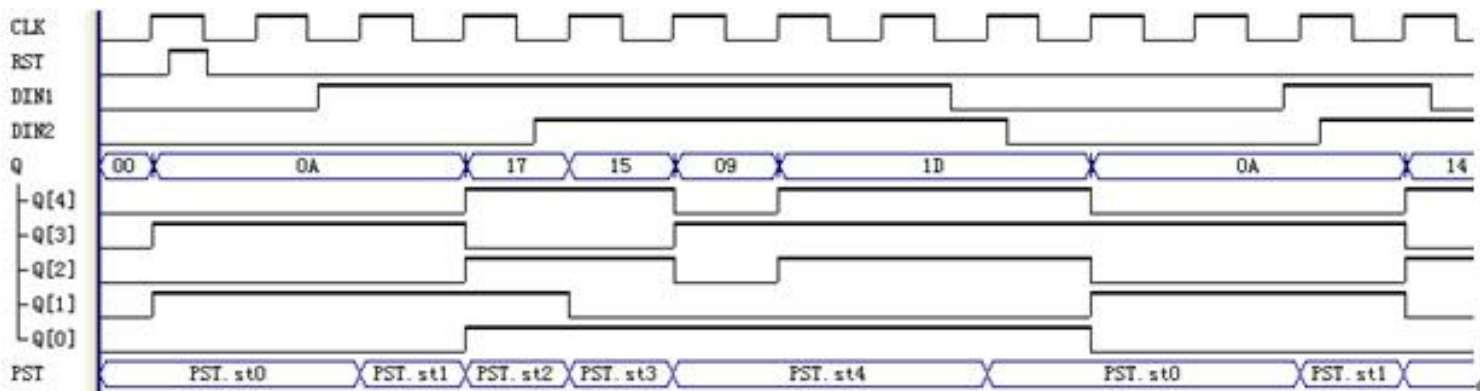 CLK
RST
DIN1
DIN2
Q 00 0A 17 15 09 1D 0A 14
Q[4]
Q[3]
Q[2]
Q[1]
Q[0]
PST PST.st0 PST.st1 PST.st2 PST.st3 PST.st4 PST.st0 PST.st1